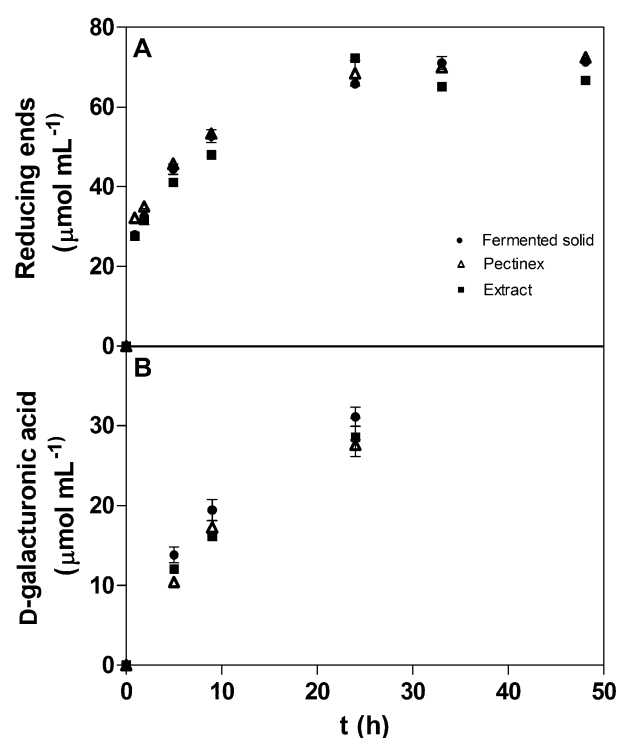 A
80
60
40
20
0
Reducing ends
(μmol mL⁻¹)
Fermented solid
Pectinex
Extract
B
30
20
10
0
D-galacturonic acid
(μmol mL⁻¹)
0 10 20 30 40 50
t (h)